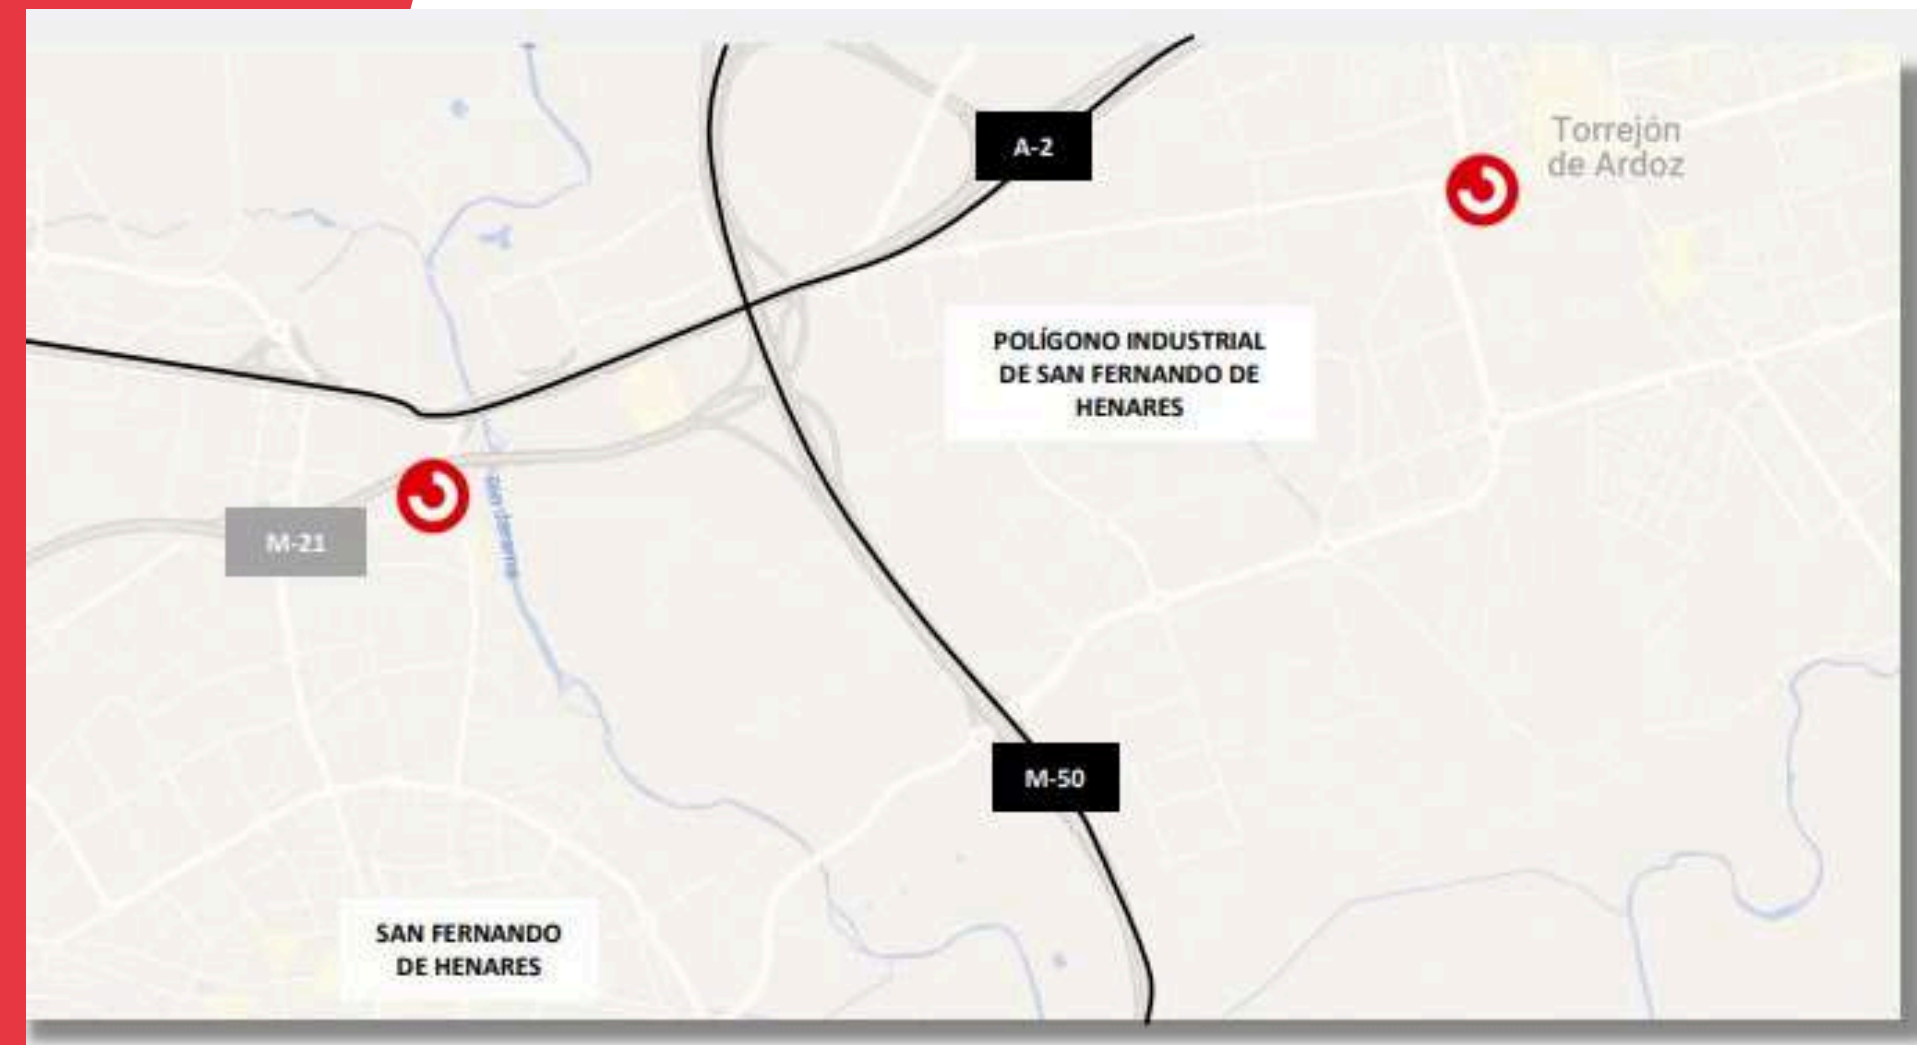 A-2
Torrejón
de Ardoz
POLÍGONO INDUSTRIAL
DE SAN FERNANDO DE
HENARES
M-21
M-50
SAN FERNANDO
DE HENARES